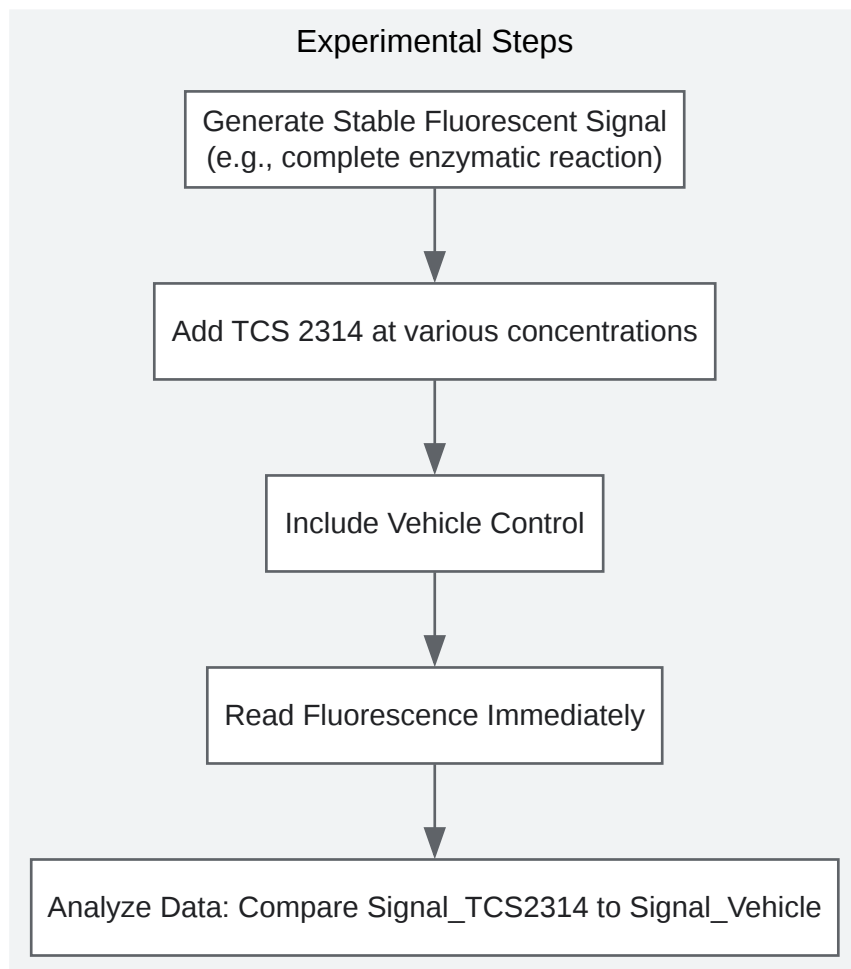 Experimental Steps
Generate Stable Fluorescent Signal
(e.g., complete enzymatic reaction)
Add TCS 2314 at various concentrations
Include Vehicle Control
Read Fluorescence Immediately
Analyze Data: Compare Signal_TCS2314 to Signal_Vehicle